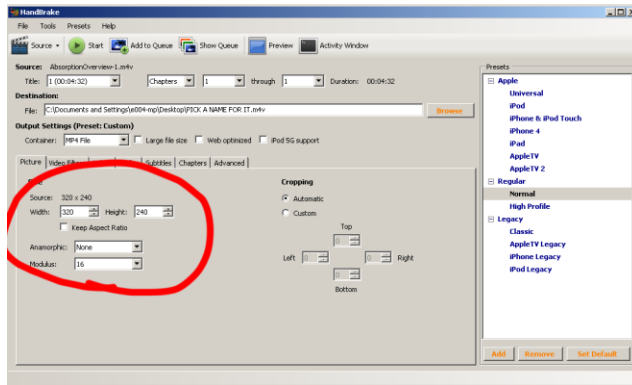 HandBrake
File Tools Presets Help
Source Start Add to Queue Show Queue Preview Activity Window
Source: AbsorptionOverview-1.m4v
Title: 1 (00:04:32) Chapters 1 through 1 Duration: 00:04:32
Destination:
File: C:\Documents and Settings\e004-mp\Desktop\PICK A NAME FOR IT.m4v Browse
Output Settings (Preset: Custom)
Container: MP4 File Large file size Web optimized iPod 5G support
Picture Video Subtitles Chapters Advanced
Source: 320 x 240
Width: 320 Height: 240
Keep Aspect Ratio
Anamorphic: None
Modulus: 16
Cropping
Automatic
Custom
Top
0
Left 0 0 Right
0
Bottom
Presets
Apple
Universal
iPod
iPhone & iPod Touch
iPhone 4
iPad
AppleTV
AppleTV 2
Regular
Normal
High Profile
Legacy
Classic
AppleTV Legacy
iPhone Legacy
iPod Legacy
Add Remove Set Default